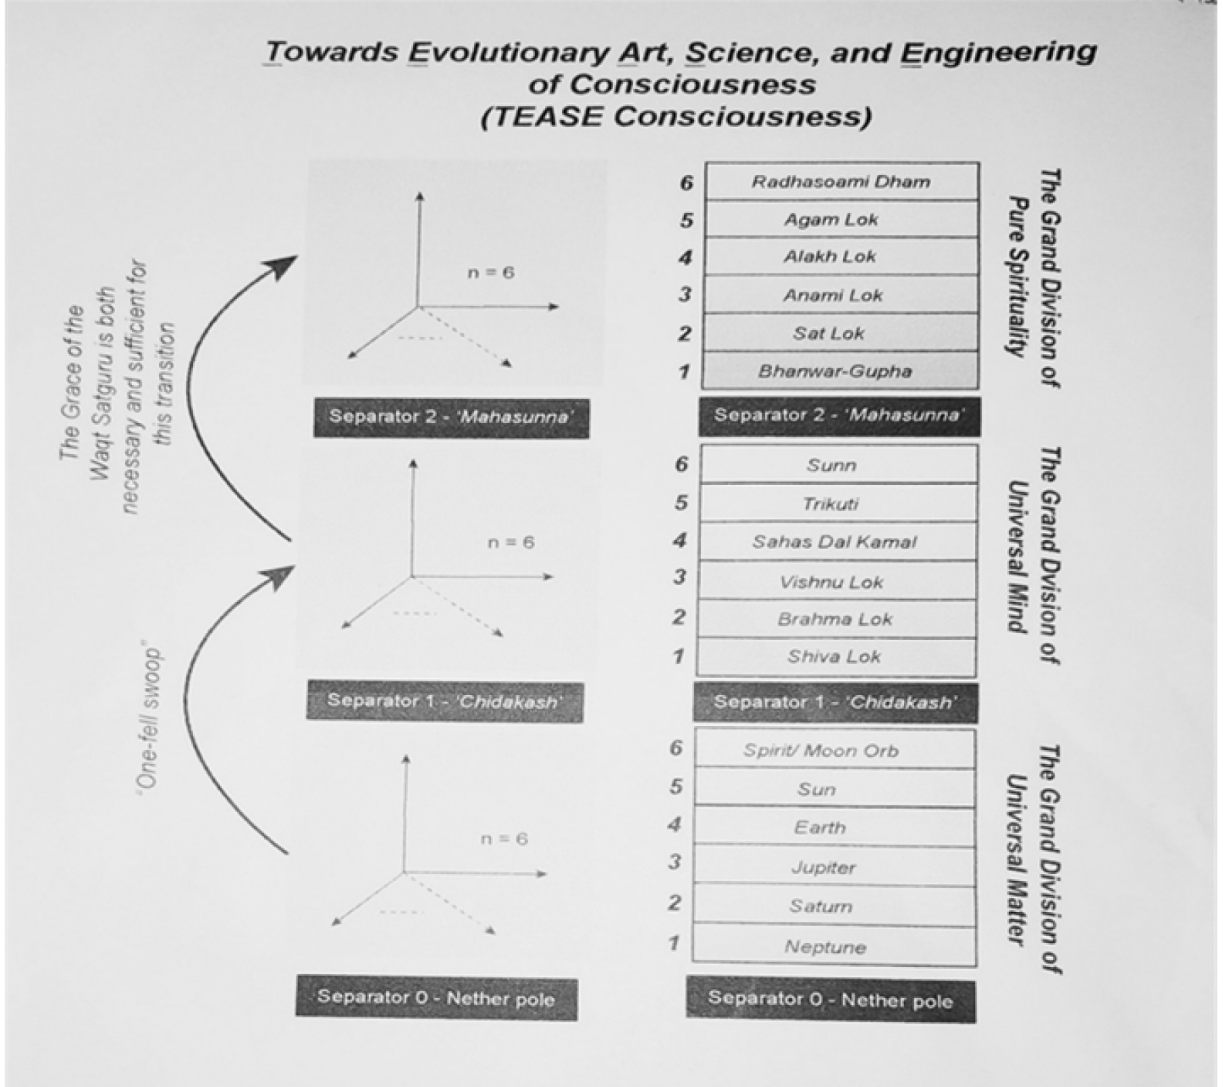 Towards Evolutionary Art, Science, and Engineering
of Consciousness
(TEASE Consciousness)
The Grace of the
Waqt Satguru is both
necessary and sufficient for
this transition
"One-fell swoop"
n = 6
Separator 2 - 'Mahasunna'
n = 6
Separator 1 - 'Chidakash'
n = 6
Separator 0 - Nether pole
6 Radhasoami Dham
5 Agam Lok
4 Alakh Lok
3 Anami Lok
2 Sat Lok
1 Bhanwar-Gupha
The Grand Division of
Pure Spirituality
Separator 2 - 'Mahasunna'
6 Sunn
5 Trikuti
4 Sahas Dal Kamal
3 Vishnu Lok
2 Brahma Lok
1 Shiva Lok
The Grand Dvision of
Universal Mind
Separator 1 - 'Chidakash'
6 Spirit/ Moon Orb
5 Sun
4 Earth
3 Jupiter
2 Saturn
1 Neptune
The Grand Division of
Universal Matter
Separator 0 - Nether pole